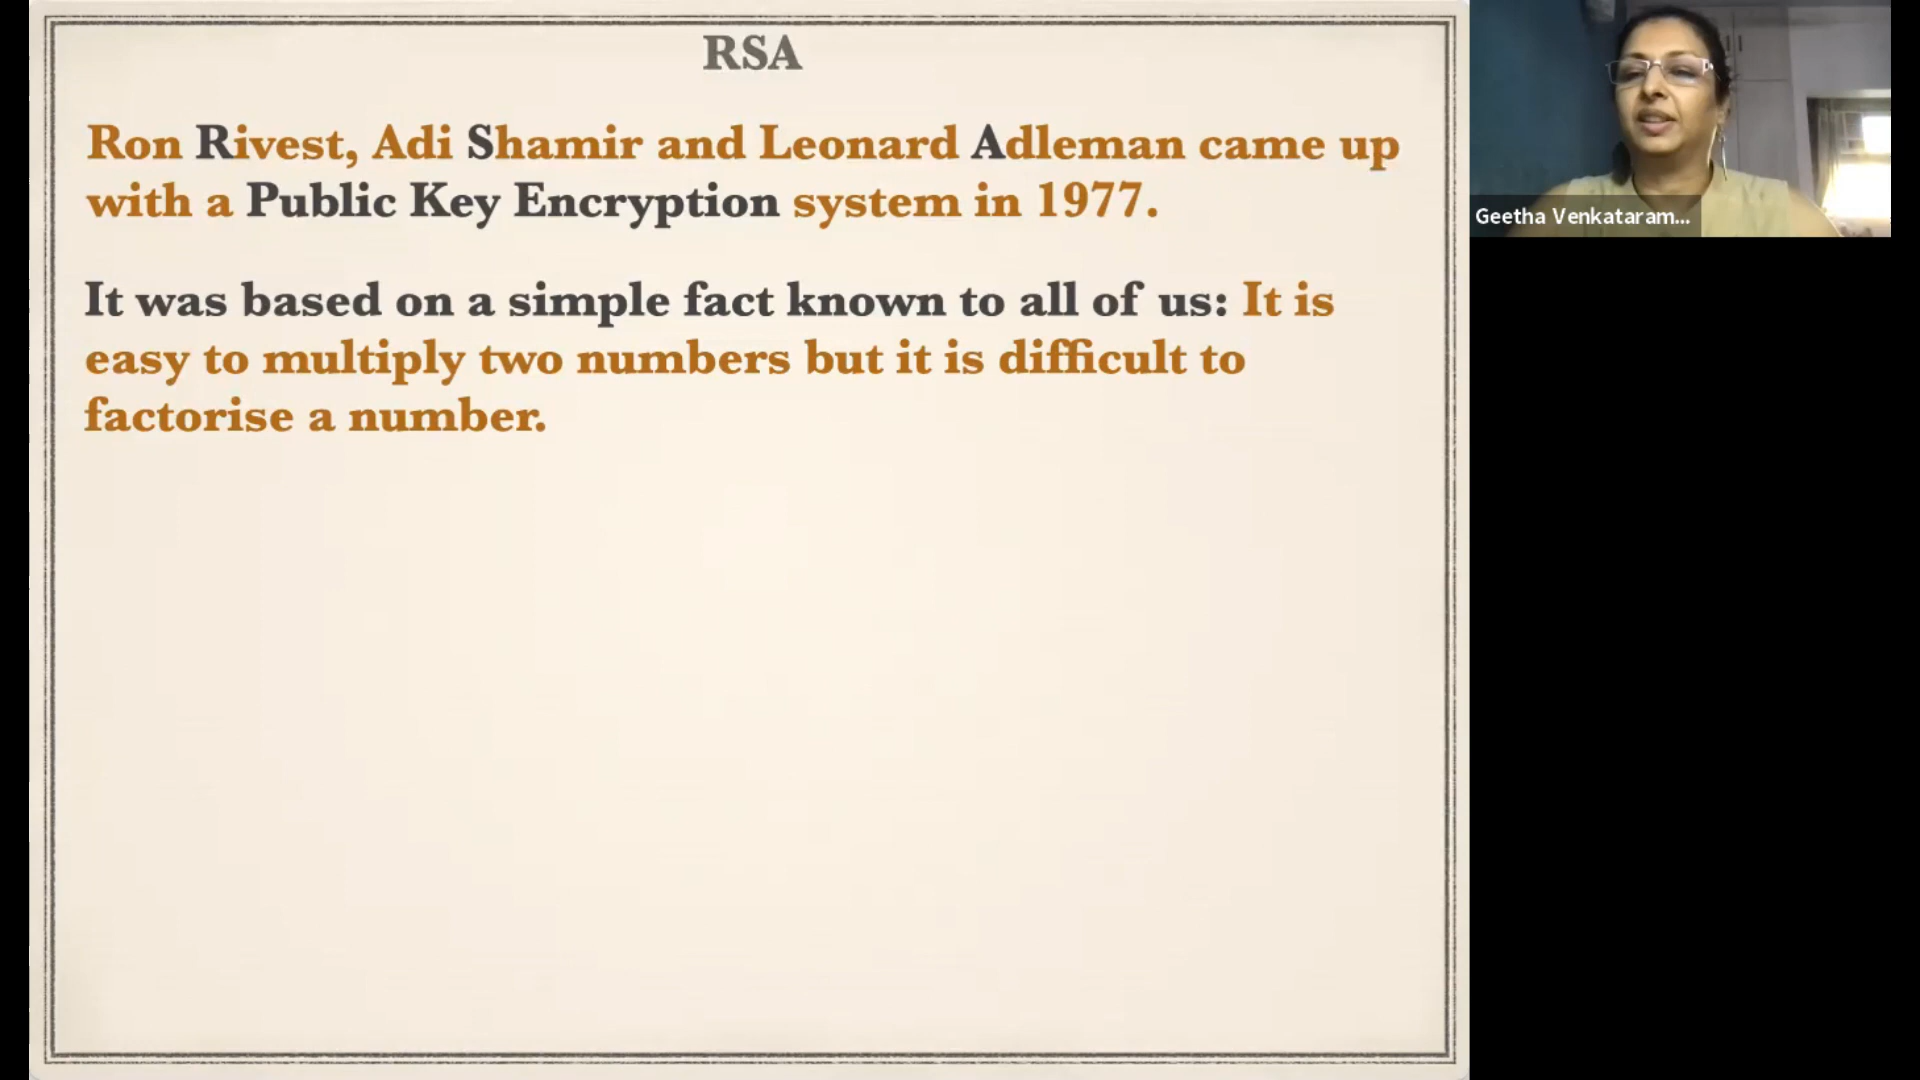 RSA
Ron Rivest, Adi Shamir and Leonard Adleman came up
with a Public Key Encryption system in 1977.
It was based on a simple fact known to all of us: It is
easy to multiply two numbers but it is difficult to
factorise a number.
Geetha Venkataram...